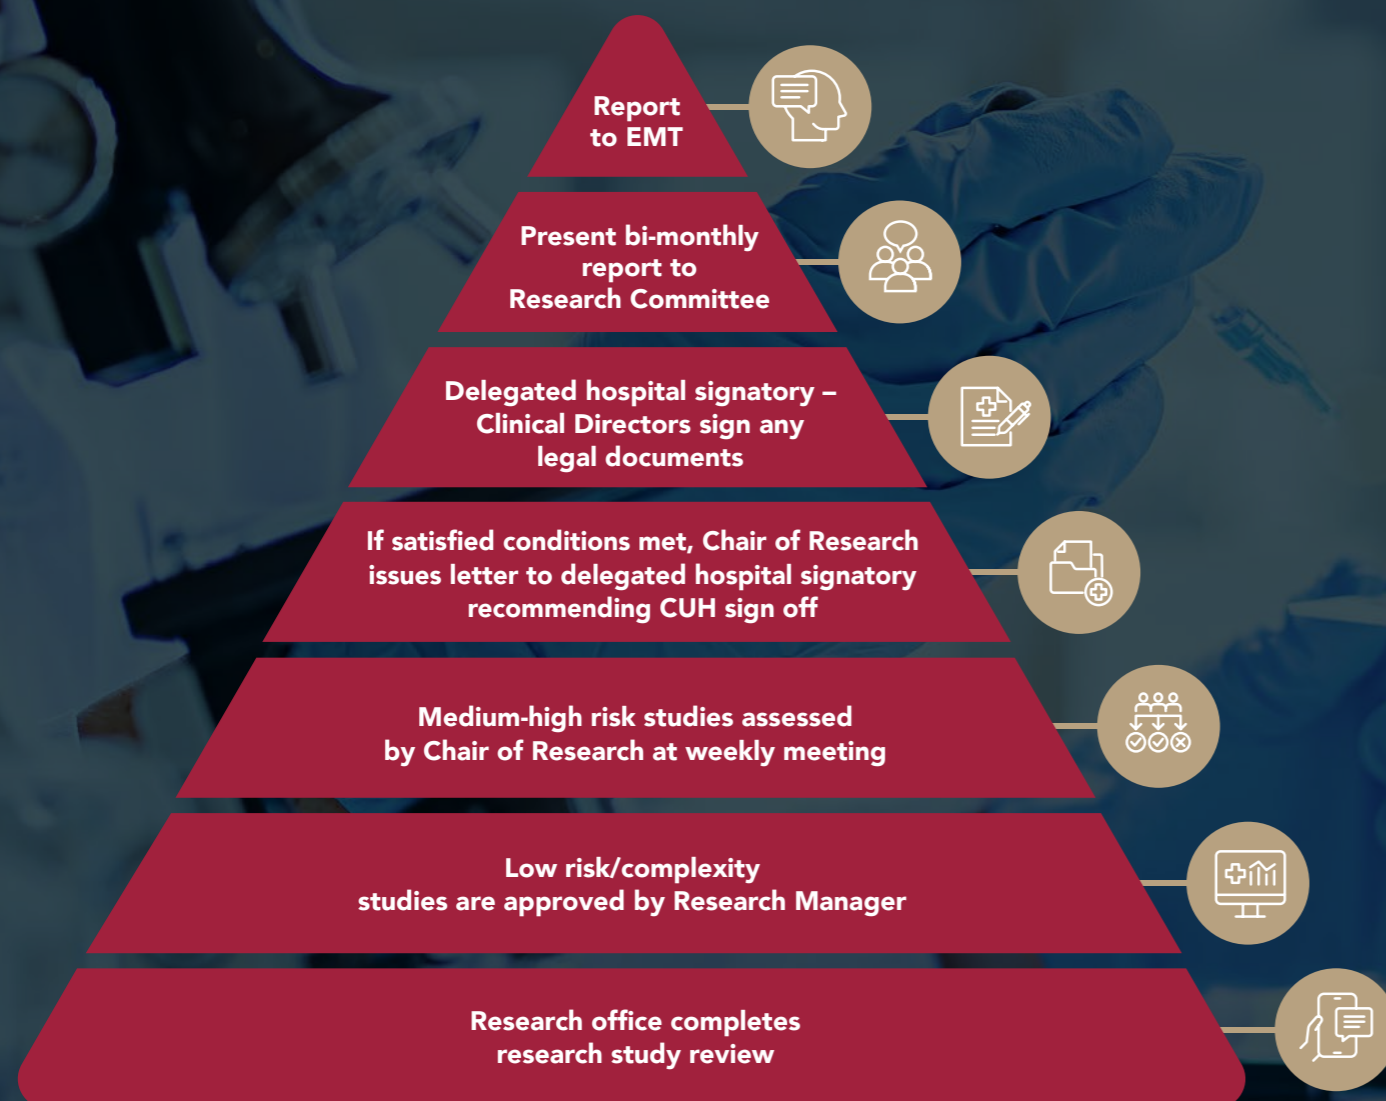 Report
to EMT
Present bi-monthly
report to
Research Committee
Delegated hospital signatory –
Clinical Directors sign any
legal documents
If satisfied conditions met, Chair of Research
issues letter to delegated hospital signatory
recommending CUH sign off
Medium-high risk studies assessed
by Chair of Research at weekly meeting
Low risk/complexity
studies are approved by Research Manager
Research office completes
research study review